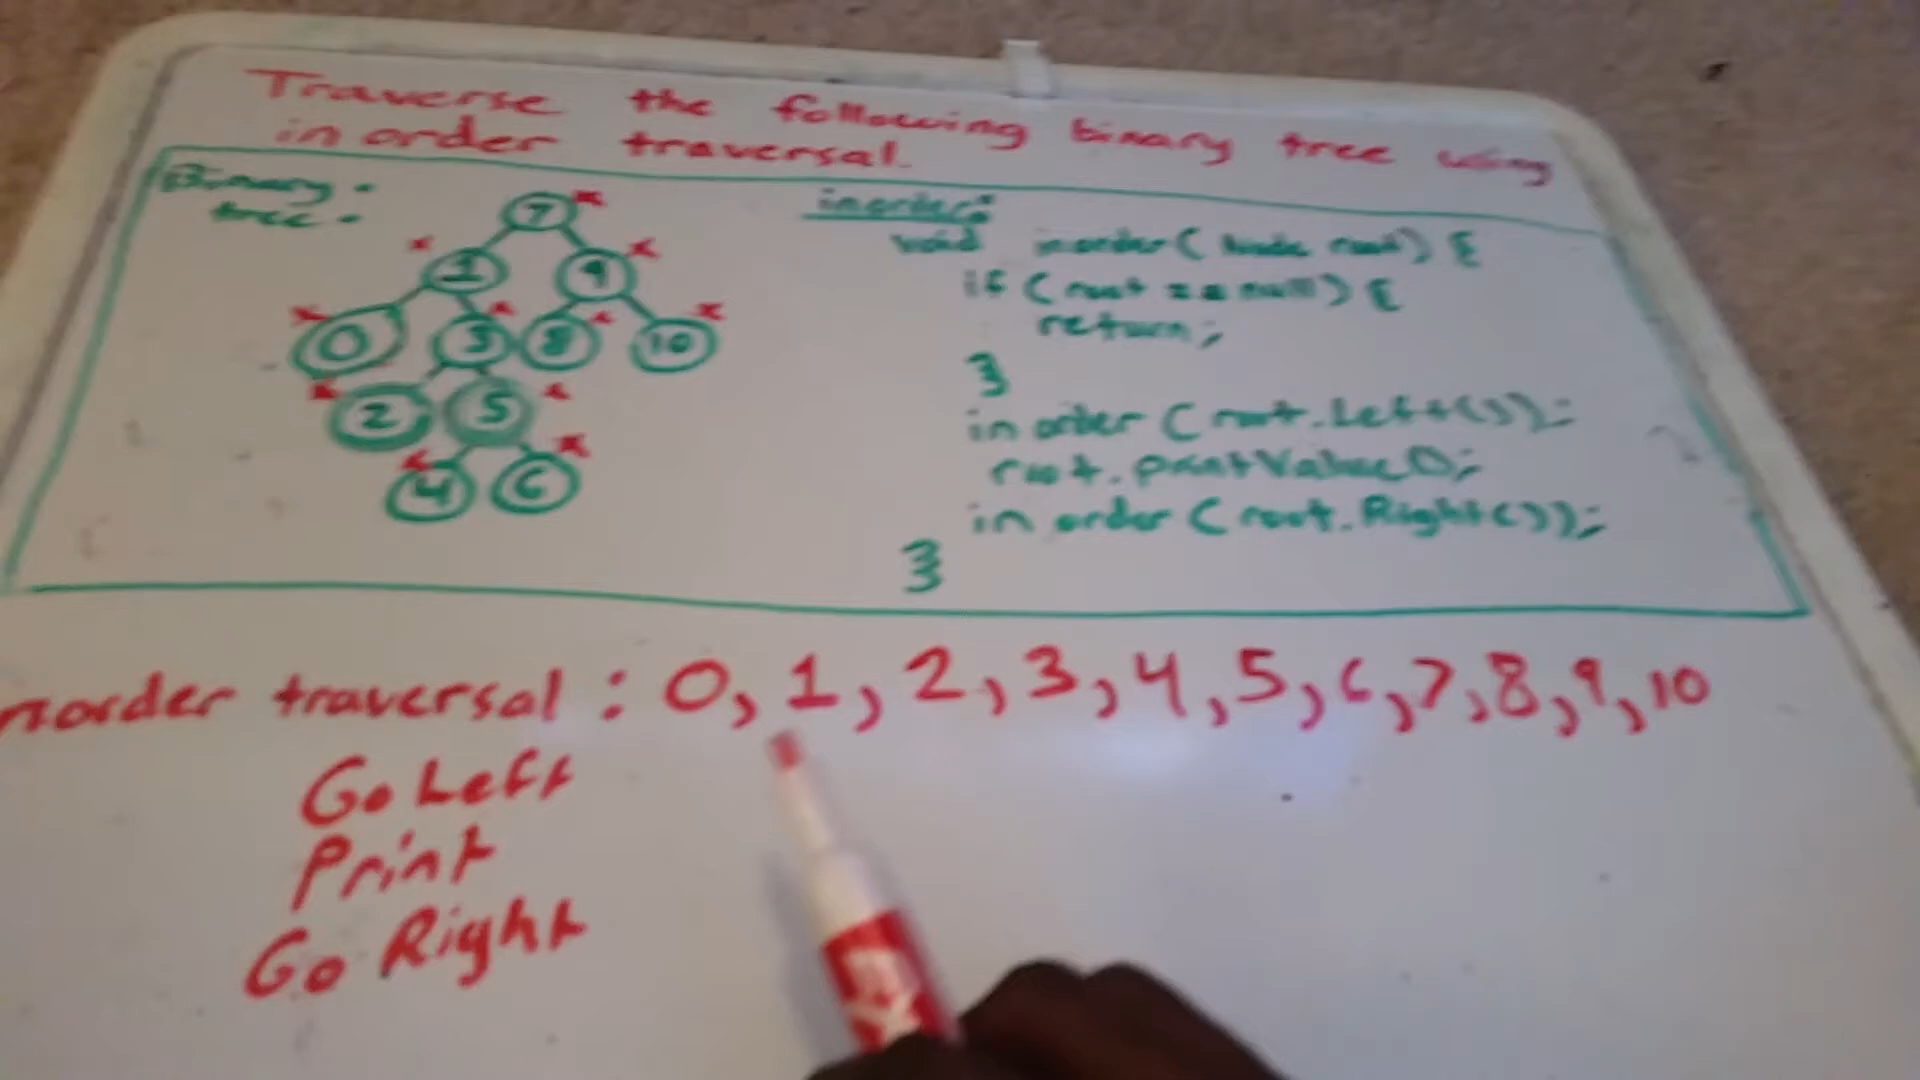 Traverse the following binary tree using
in order traversal.
Binary
tree:
7
1 9
0 3 8 10
2 5
4 6
inorder:
void inorder( Node root) {
if (root == null) {
return;
}
in order (root.Left());
root.printValue();
in order (root.Right());
}
norder traversal : 0, 1, 2, 3, 4, 5, 6, 7, 8, 9, 10
Go Left
Print
Go Right